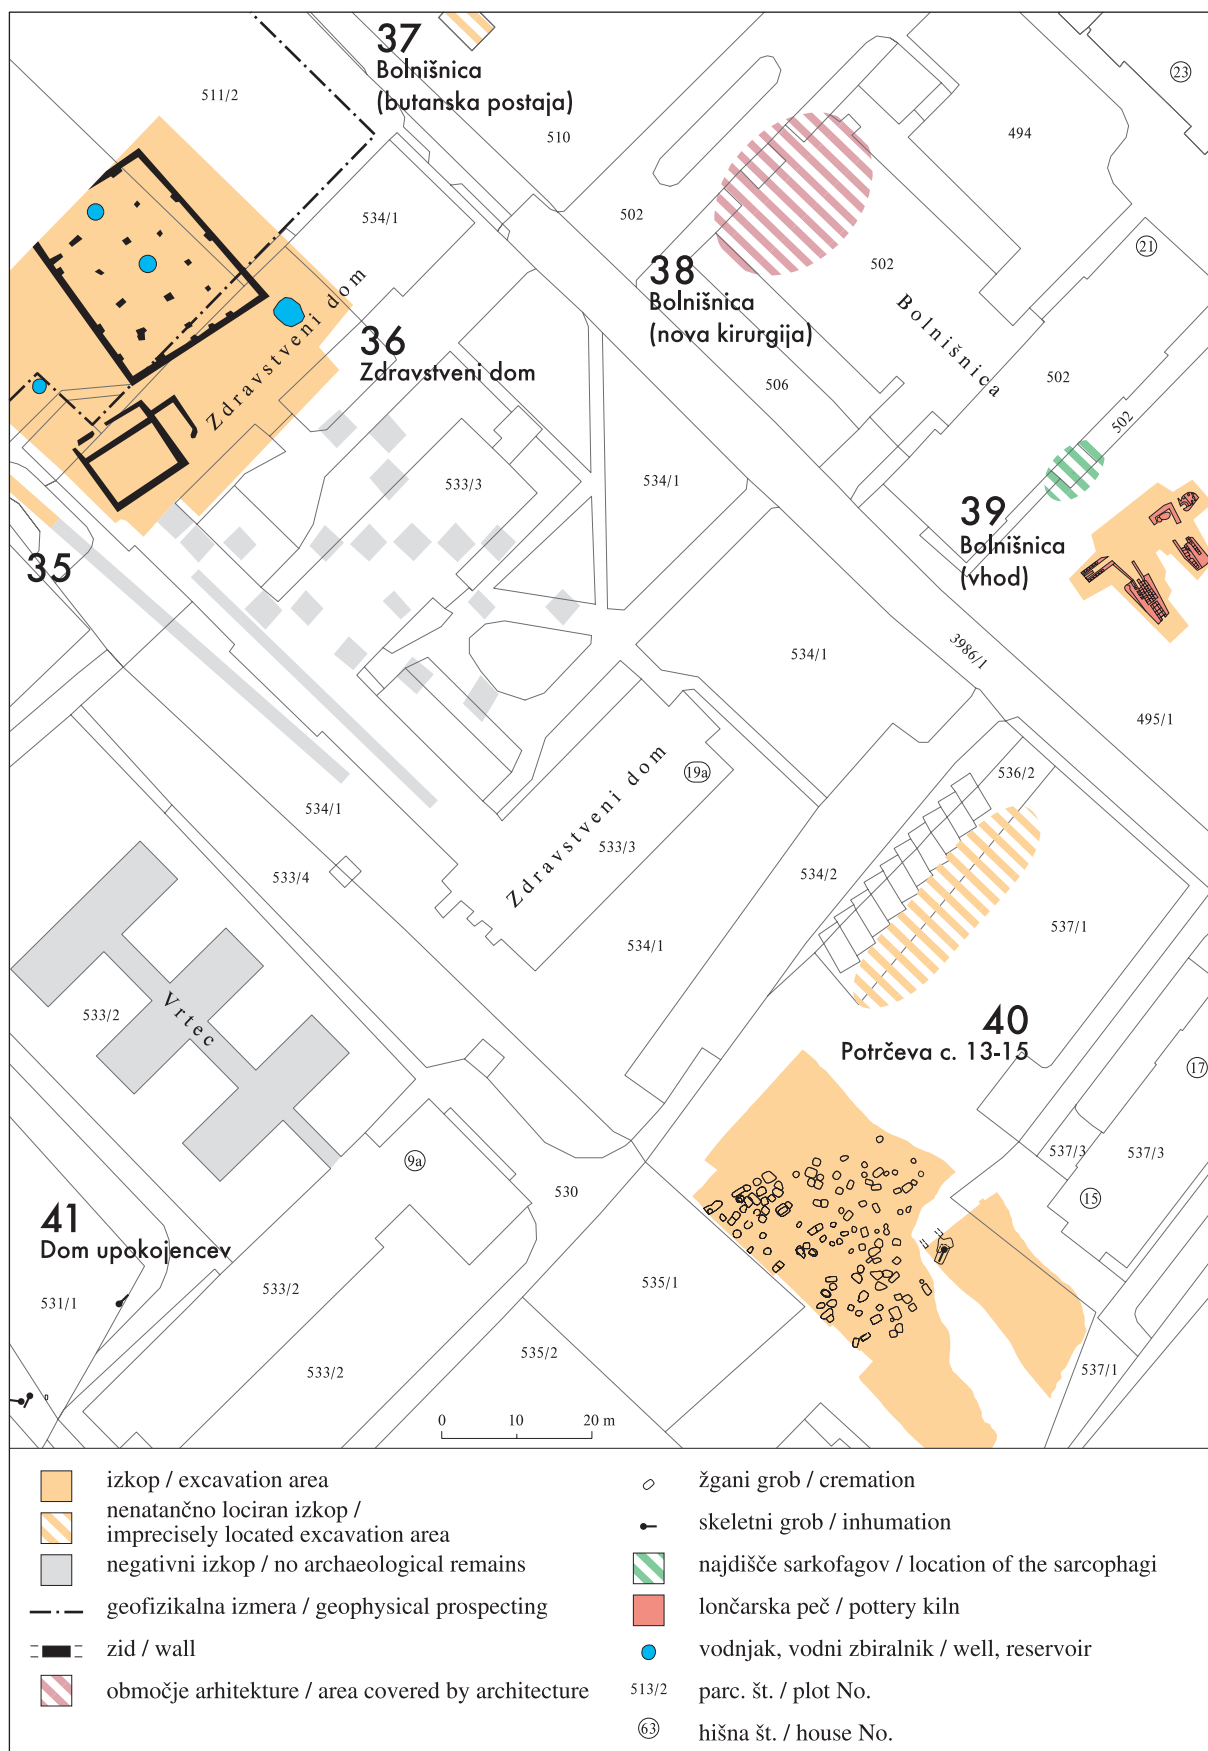 37
Bolnišnica
(butanska postaja)
23
511/2
510
494
534/1
502
21
38
Bolnišnica
(nova kirurgija)
502
Bolnišnica
Zdravstveni dom
36
Zdravstveni dom
506
502
502
533/3
534/1
39
Bolnišnica
(vhod)
35
534/1
3986/1
495/1
19a
536/2
Zdravstveni dom
534/1
533/3
533/4
534/2
537/1
534/1
Vrtec
533/2
40
Potrčeva c. 13-15
17
537/3
537/3
9a
530
15
41
Dom upokojencev
531/1
533/2
535/1
535/2
533/2
537/1
0 10 20 m
izkop / excavation area
nenatančno lociran izkop /
imprecisely located excavation area
negativni izkop / no archaeological remains
geofizikalna izmera / geophysical prospecting
zid / wall
območje arhitekture / area covered by architecture
žgani grob / cremation
skeletni grob / inhumation
najdišče sarkofagov / location of the sarcophagi
lončarska peč / pottery kiln
vodnjak, vodni zbiralnik / well, reservoir
513/2 parc. št. / plot No.
63 hišna št. / house No.